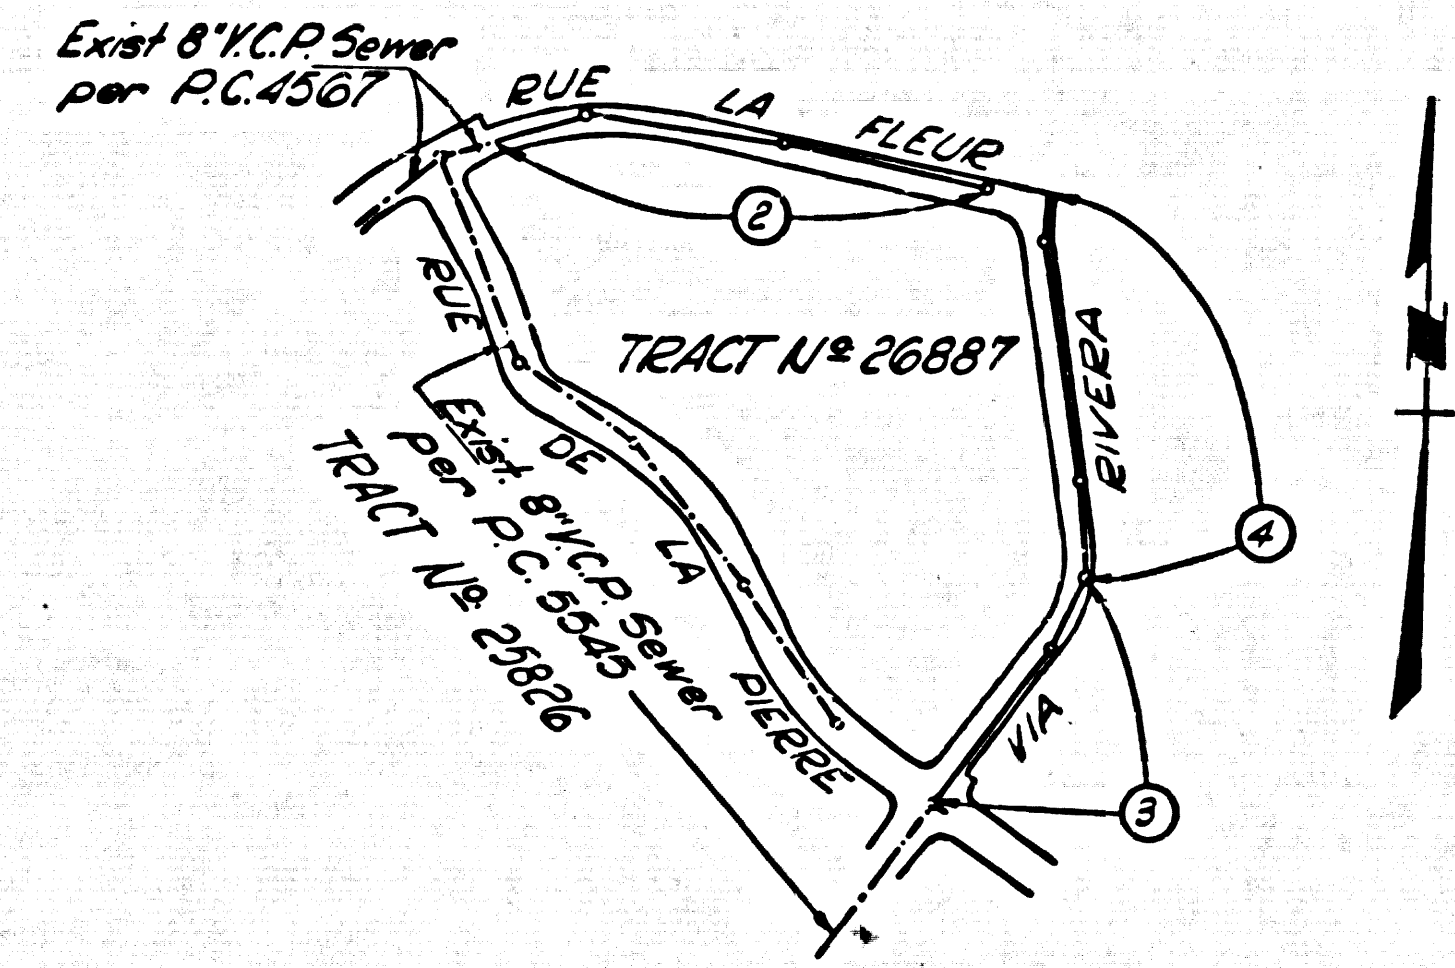 Exist 8" V.C.P. Sewer
per P.C. 4567
RUE LA FLEUR
2
RUE DE LA PIERRE
TRACT Nº 26887
RIVERA
VIA
N
4
3
Exist. 8" V.C.P. Sewer
per P.C. 5545
TRACT Nº 25826